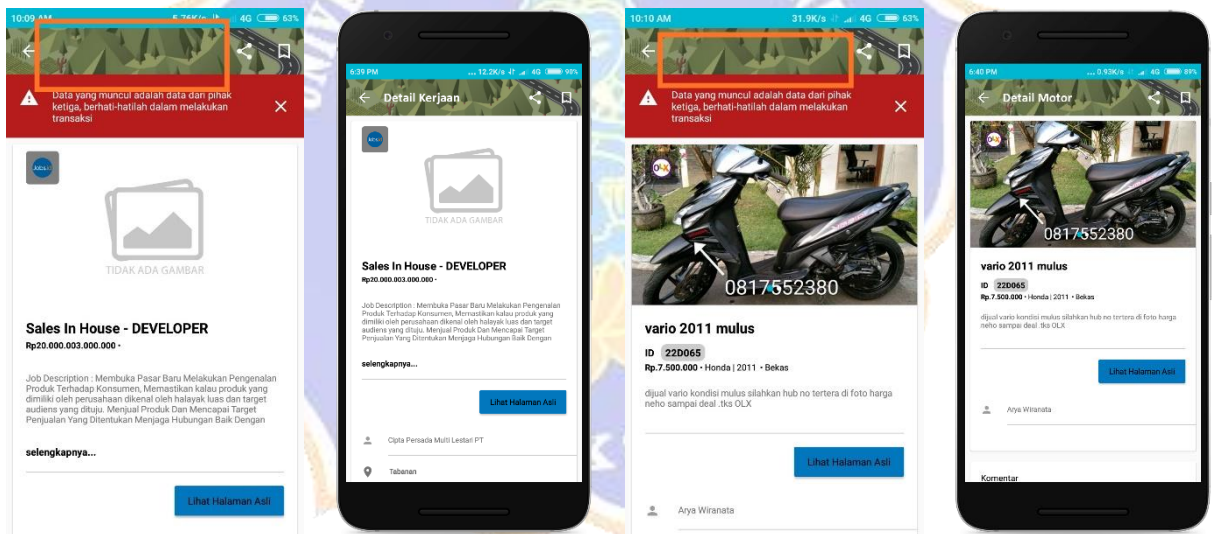 10:09 AM
5.76K/s 4G 63%
Data yang muncul adalah data dari pihak
ketiga, berhati-hatilah dalam melakukan
transaksi
Jobs.id
TIDAK ADA GAMBAR
Sales In House - DEVELOPER
Rp20.000.003.000.000 -
Job Description : Membuka Pasar Baru Melakukan Pengenalan
Produk Terhadap Konsumen, Memastikan kalau produk yang
dimiliki oleh perusahaan dikenal oleh halayak luas dan target
audiens yang dituju. Menjual Produk Dan Mencapai Target
Penjualan Yang Ditentukan Menjaga Hubungan Baik Dengan
selengkapnya...
Lihat Halaman Asli
6:39 PM
... 12.2K/s 4G 98%
Detail Kerjaan
TIDAK ADA GAMBAR
Sales In House - DEVELOPER
Rp20.000.003.000.000 -
Job Description : Membuka Pasar Baru Melakukan Pengenalan
Produk Terhadap Konsumen, Memastikan kalau produk yang
dimiliki oleh perusahaan dikenal oleh halayak luas dan target
audiens yang dituju. Menjual Produk Dan Mencapai Target
Penjualan Yang Ditentukan Menjaga Hubungan Baik Dengan
selengkapnya...
Lihat Halaman Asli
Cipta Persada Multi Lestari PT
Tabanan
10:10 AM
31.9K/s 4G 63%
Data yang muncul adalah data dari pihak
ketiga, berhati-hatilah dalam melakukan
transaksi
OLX
0817552380
vario 2011 mulus
ID 22D065
Rp.7.500.000 • Honda | 2011 • Bekas
dijual vario kondisi mulus silahkan hub no tertera di foto harga
neho sampai deal .tks OLX
Lihat Halaman Asli
Arya Wiranata
6:40 PM
... 0.93K/s 4G 89%
Detail Motor
OLX
0817552380
vario 2011 mulus
ID 22D065
Rp.7.500.000 • Honda | 2011 • Bekas
dijual vario kondisi mulus silahkan hub no tertera di foto harga
neho sampai deal .tks OLX
Lihat Halaman Asli
Arya Wiranata
Komentar